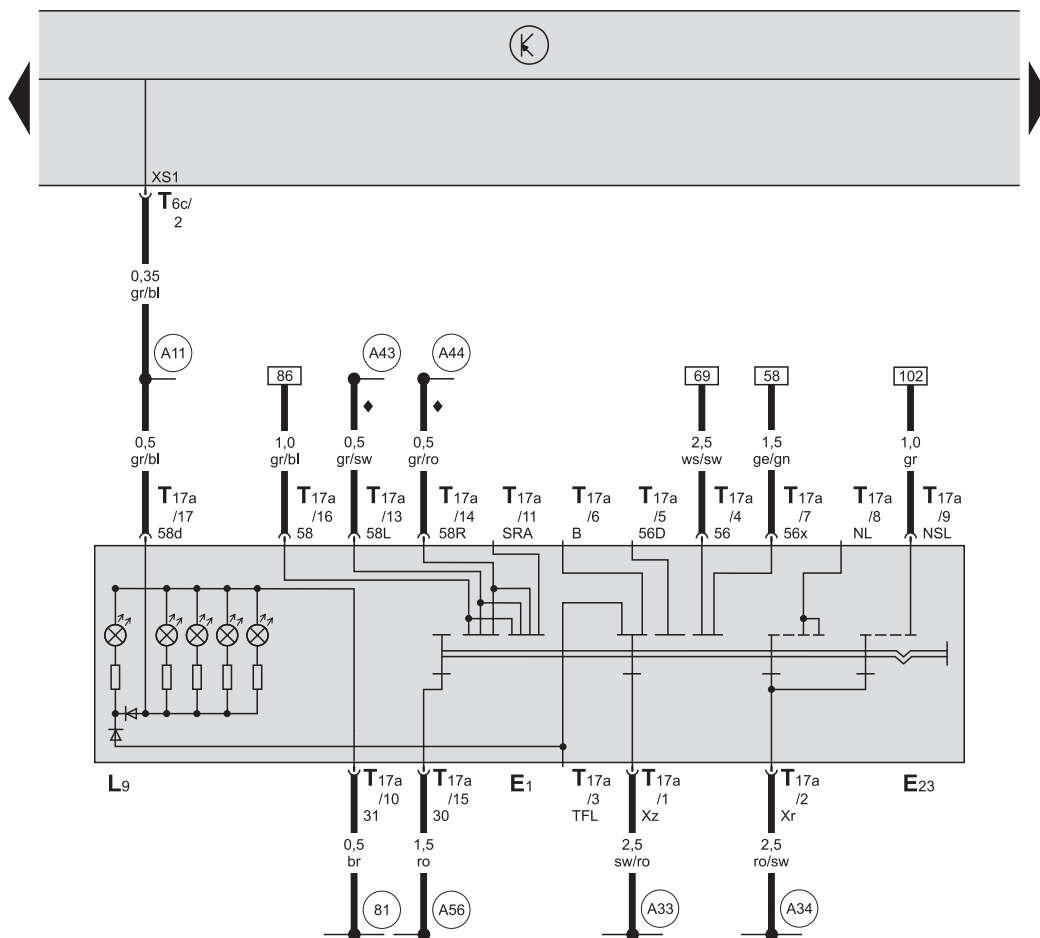 XS1
T6c/
2
0,35
gr/bl
A11
A43
A44
86
69
58
102
0,5
gr/bl
1,0
gr/bl
0,5
gr/sw
0,5
gr/ro
2,5
ws/sw
1,5
ge/gn
1,0
gr
T17a
/17
58d
T17a
/16
58
T17a
/13
58L
T17a
/14
58R
T17a
/11
SRA
T17a
/6
B
T17a
/5
56D
T17a
/4
56
T17a
/7
56x
T17a
/8
NL
T17a
/9
NSL
L9
T17a
/10
31
T17a
/15
30
E1
T17a
/3
TFL
T17a
/1
Xz
T17a
/2
Xr
E23
0,5
br
1,5
ro
2,5
sw/ro
2,5
ro/sw
81
A56
A33
A34